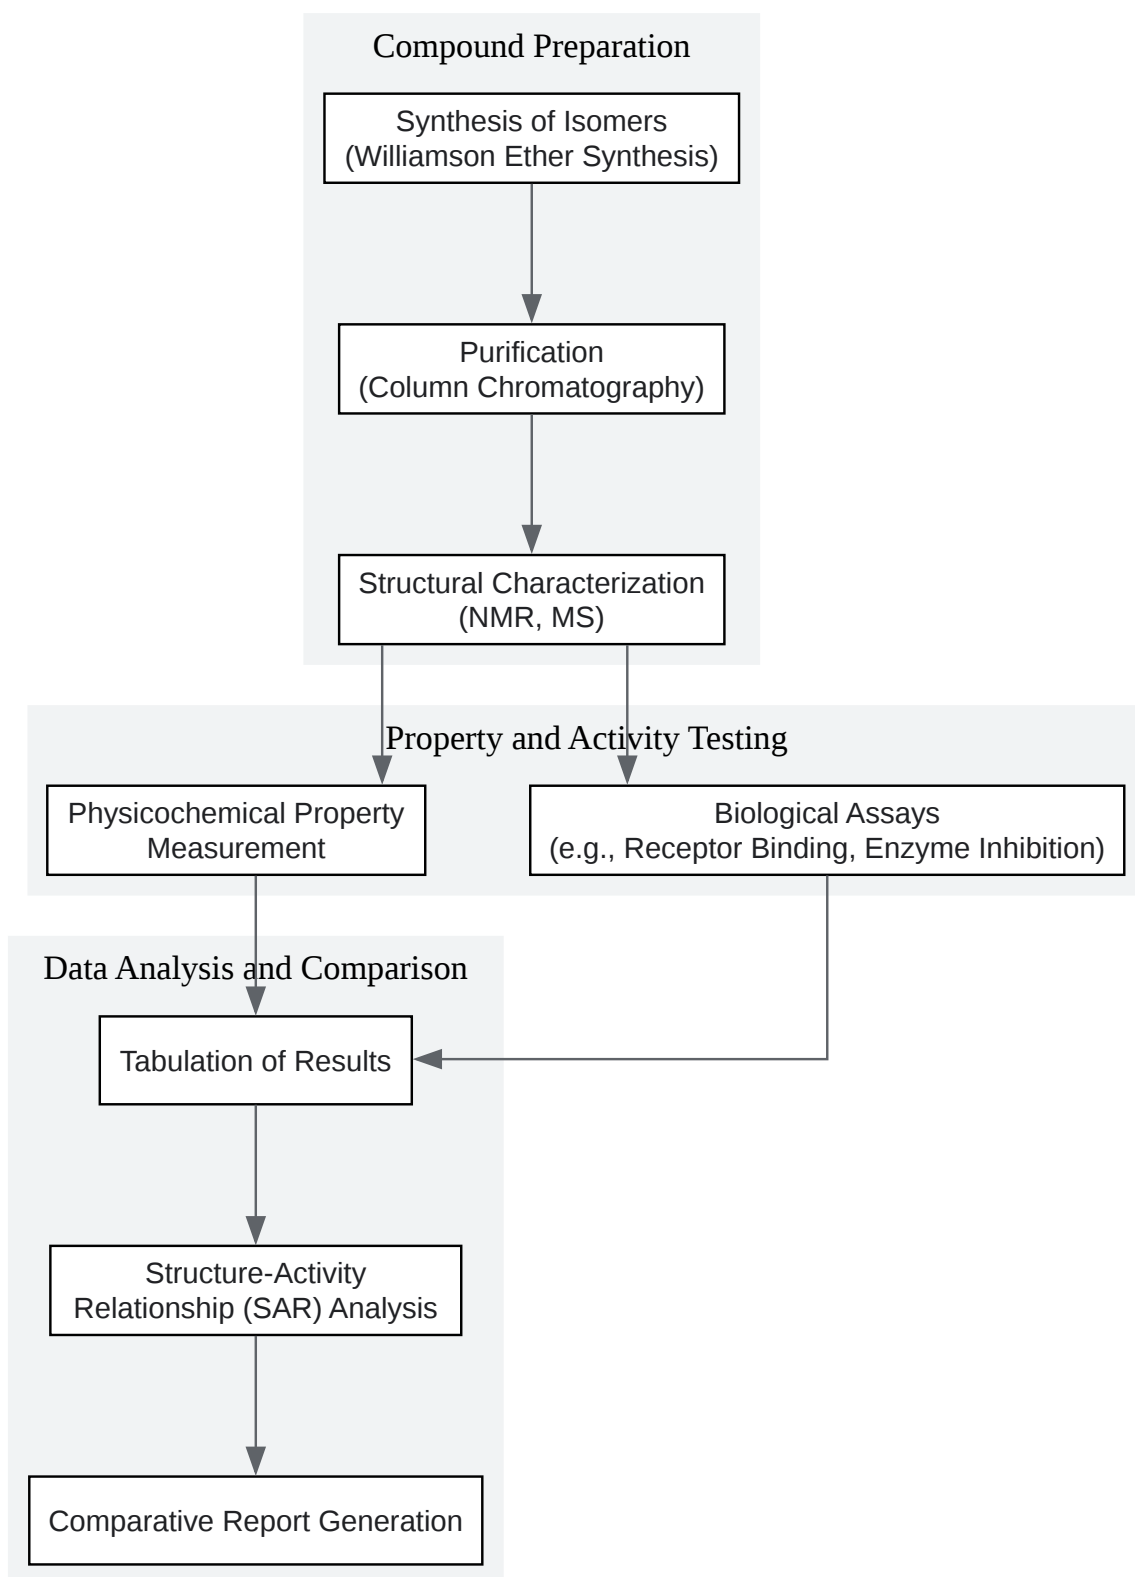 Compound Preparation
Synthesis of Isomers
(Williamson Ether Synthesis)
Purification
(Column Chromatography)
Structural Characterization
(NMR, MS)
Property and Activity Testing
Physicochemical Property
Measurement
Biological Assays
(e.g., Receptor Binding, Enzyme Inhibition)
Data Analysis and Comparison
Tabulation of Results
Structure-Activity
Relationship (SAR) Analysis
Comparative Report Generation